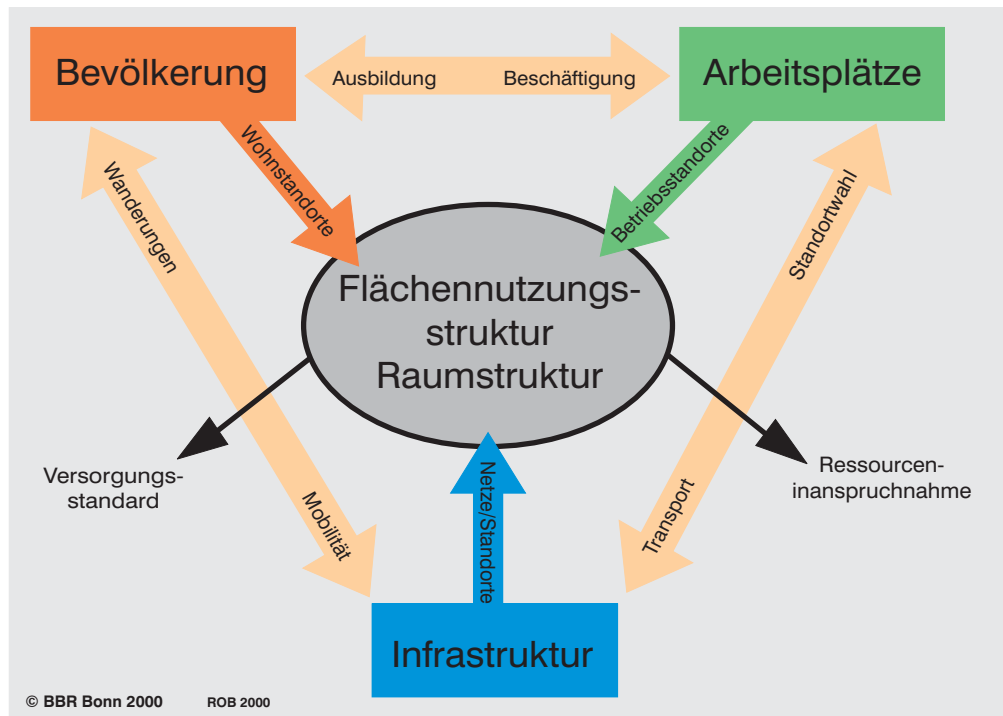 Bevölkerung
Ausbildung
Beschäftigung
Arbeitsplätze
Wohnstandorte
Betriebsstandorte
Wanderungen
Standortwahl
Flächennutzungs-
struktur
Raumstruktur
Versorgungs-
standard
Ressourcen-
inanspruchnahme
Mobilität
Netze/Standorte
Transport
Infrastruktur
© BBR Bonn 2000
ROB 2000